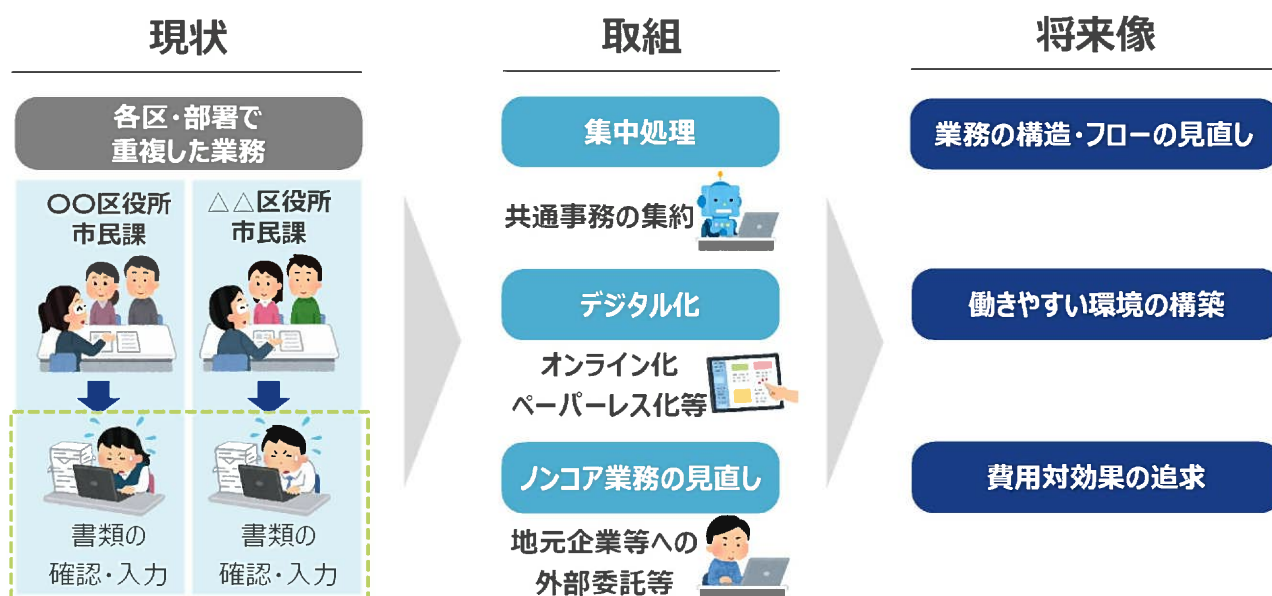 現状
各区・部署で
重複した業務
〇〇区役所
市民課
△△区役所
市民課
書類の
確認・入力
書類の
確認・入力
取組
集中処理
共通事務の集約
デジタル化
オンライン化
ペーパーレス化等
ノンコア業務の見直し
地元企業等への
外部委託等
将来像
業務の構造・フローの見直し
働きやすい環境の構築
費用対効果の追求